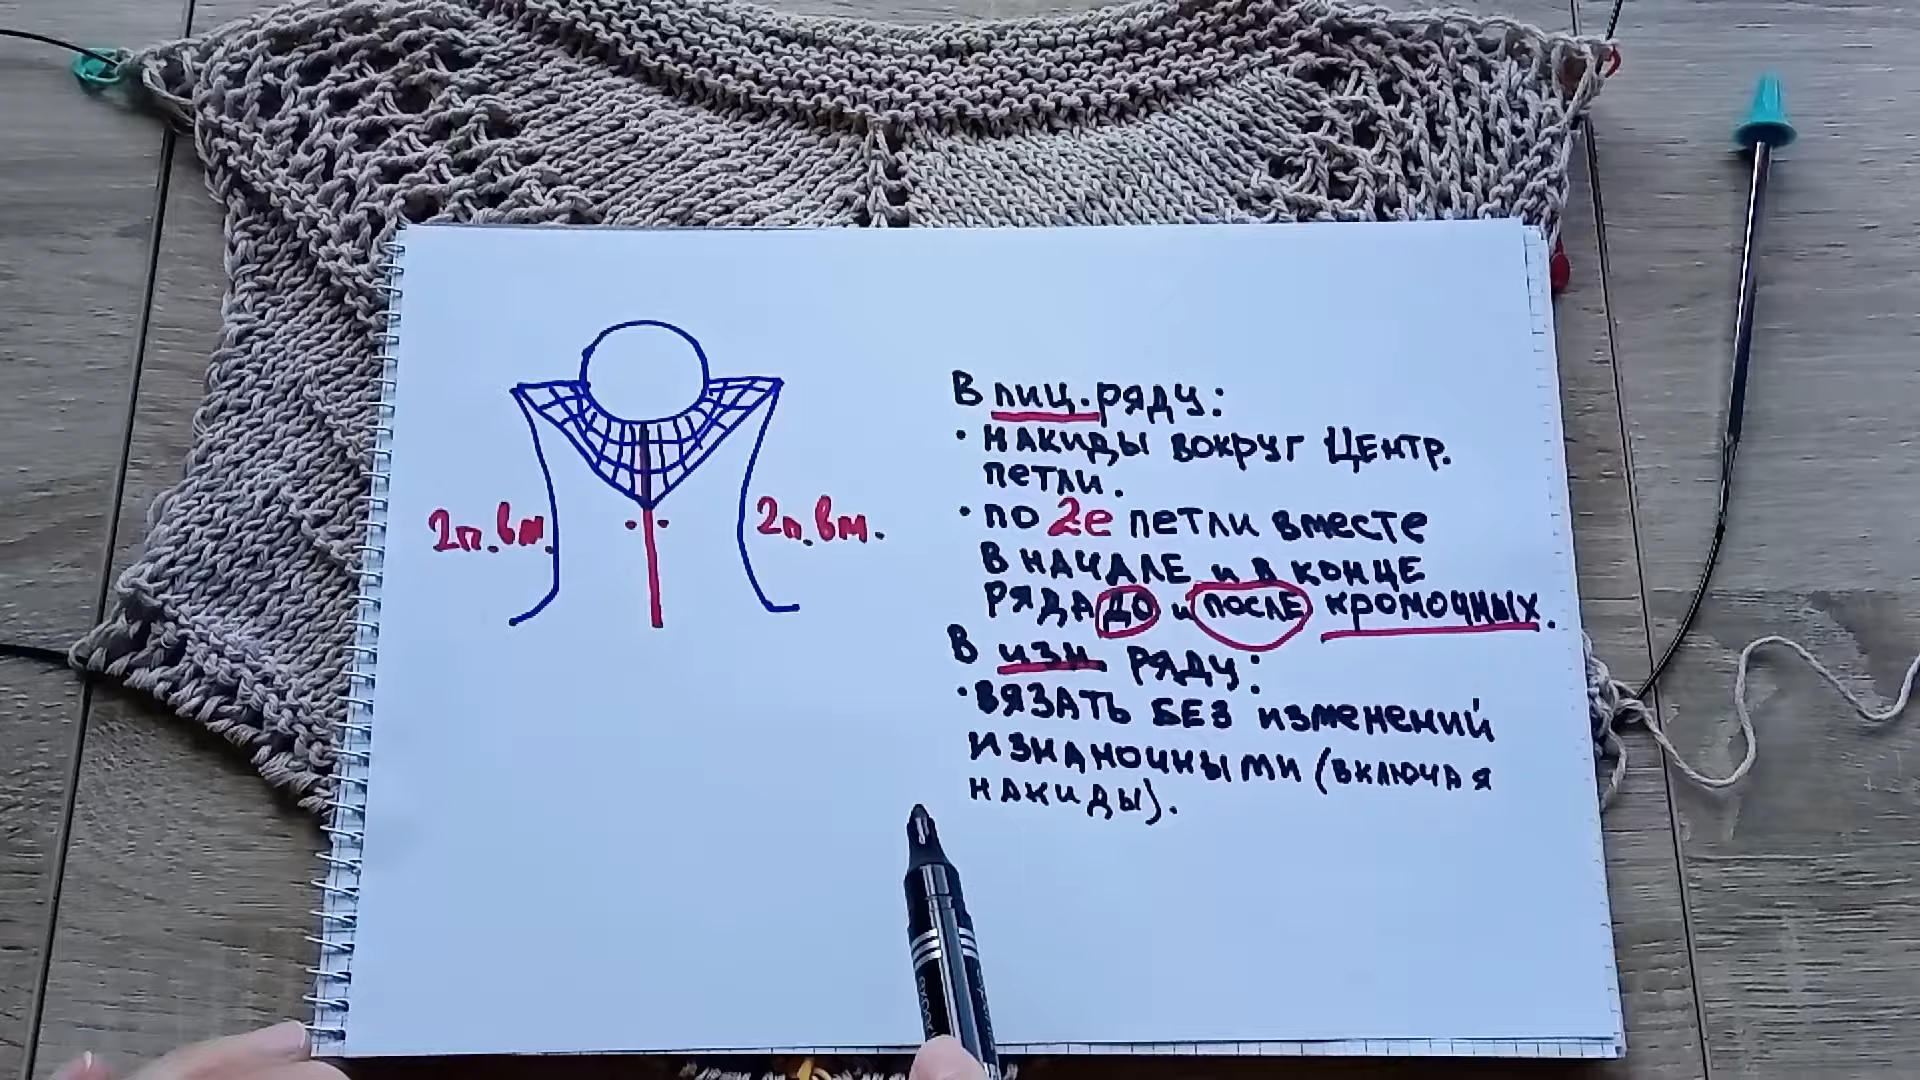 2п.вм.
2п.вм.
В лиц.ряду:
• накиды вокруг центр.
петли.
• по 2е петли вместе
в начале и в конце
ряда до и после кромочных.
В изн. ряду:
• вязать без изменений
изнаночными (включая
накиды).